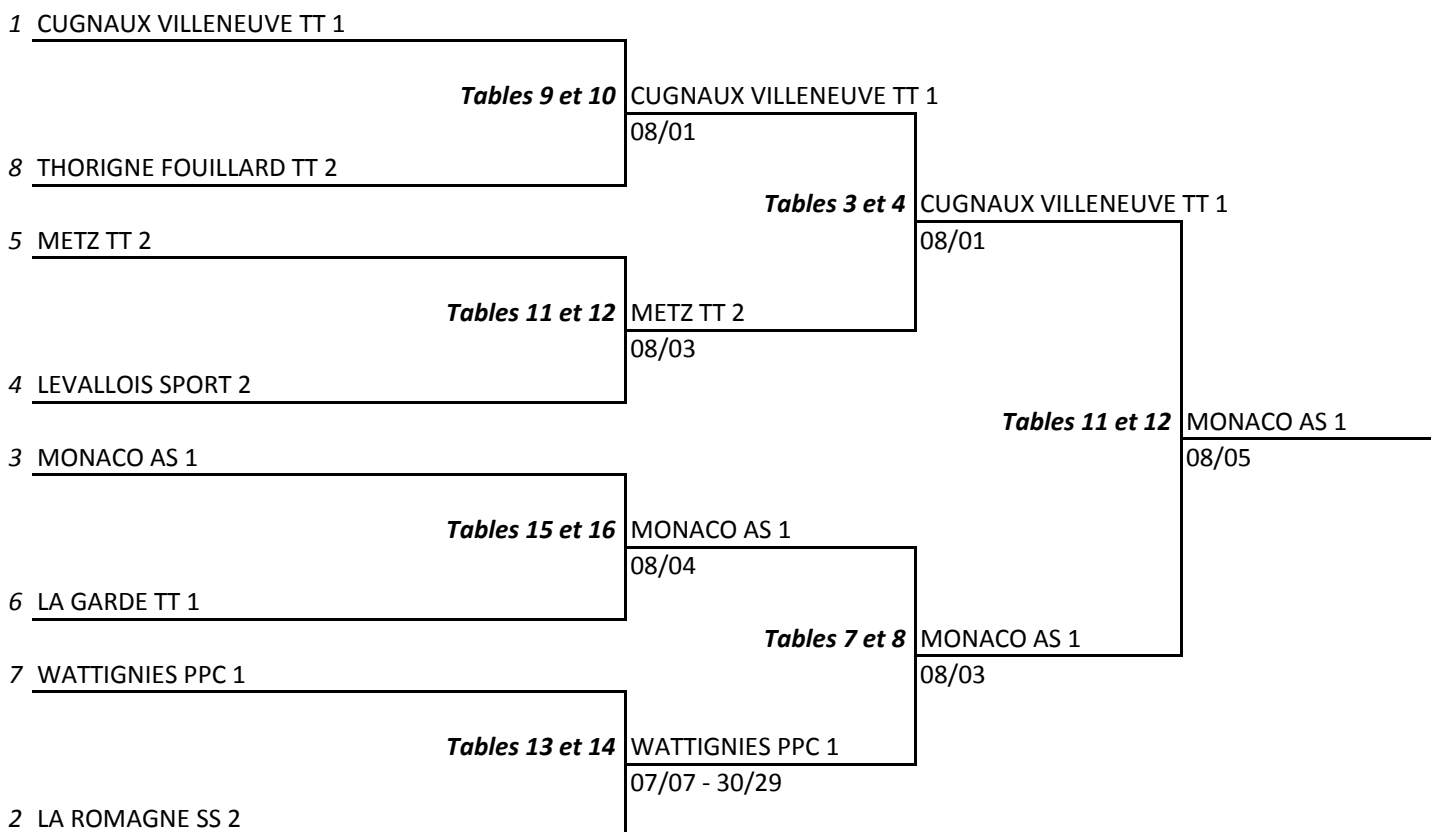 1 CUGNAUX VILLENEUVE TT 1
Tables 9 et 10 CUGNAUX VILLENEUVE TT 1
08/01
8 THORIGNE FOUILLARD TT 2
Tables 3 et 4 CUGNAUX VILLENEUVE TT 1
5 METZ TT 2
08/01
Tables 11 et 12 METZ TT 2
08/03
4 LEVALLOIS SPORT 2
Tables 11 et 12 MONACO AS 1
3 MONACO AS 1
08/05
Tables 15 et 16 MONACO AS 1
08/04
6 LA GARDE TT 1
Tables 7 et 8 MONACO AS 1
7 WATTIGNIES PPC 1
08/03
Tables 13 et 14 WATTIGNIES PPC 1
07/07 - 30/29
2 LA ROMAGNE SS 2